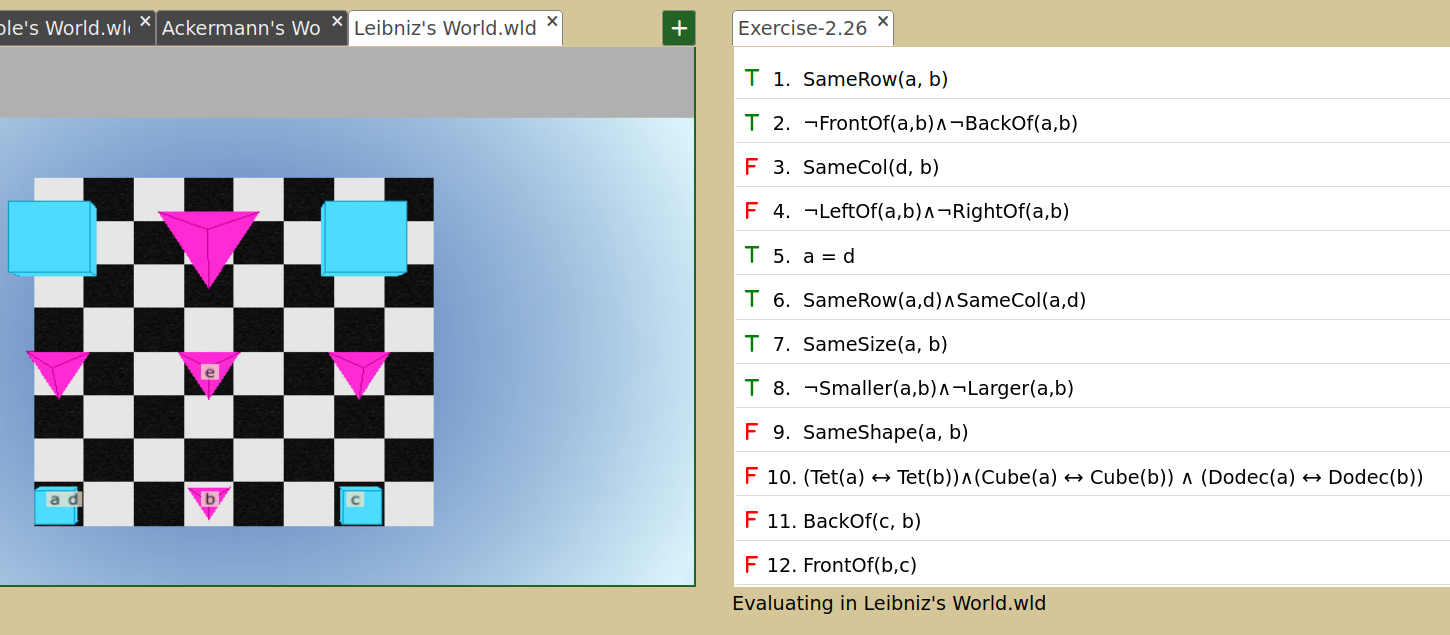 ole's World.wl
Ackermann's Wo
Leibniz's World.wld
+
Exercise-2.26
T 1. SameRow(a, b)
T 2. ¬FrontOf(a,b)∧¬BackOf(a,b)
F 3. SameCol(d, b)
F 4. ¬LeftOf(a,b)∧¬RightOf(a,b)
T 5. a = d
T 6. SameRow(a,d)∧SameCol(a,d)
T 7. SameSize(a, b)
T 8. ¬Smaller(a,b)∧¬Larger(a,b)
F 9. SameShape(a, b)
F 10. (Tet(a) ↔ Tet(b))∧(Cube(a) ↔ Cube(b)) ∧ (Dodec(a) ↔ Dodec(b))
F 11. BackOf(c, b)
F 12. FrontOf(b,c)
e
a d
b
c
Evaluating in Leibniz's World.wld